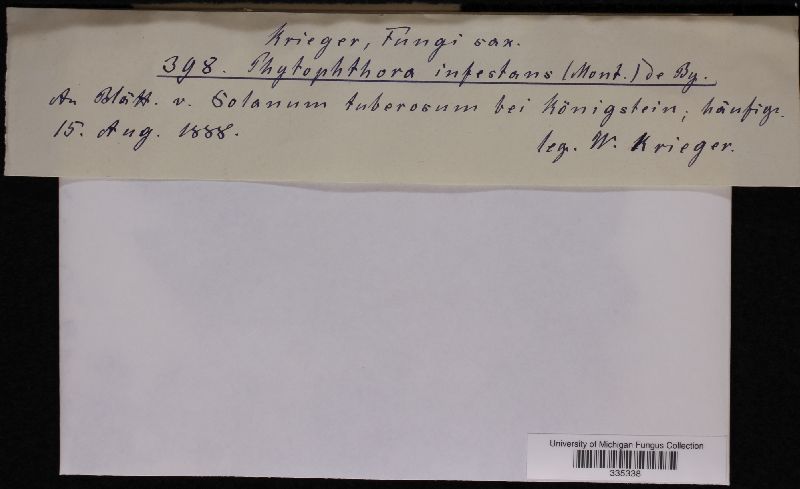 Krieger, Fungi sax.
398. Phytophthora infestans (Mont.) de By.
An Blätt. v. Solanum tuberosum bei Königstein; häufig.
15. Aug. 1888.
leg. W. Krieger.
University of Michigan Fungus Collection
335338